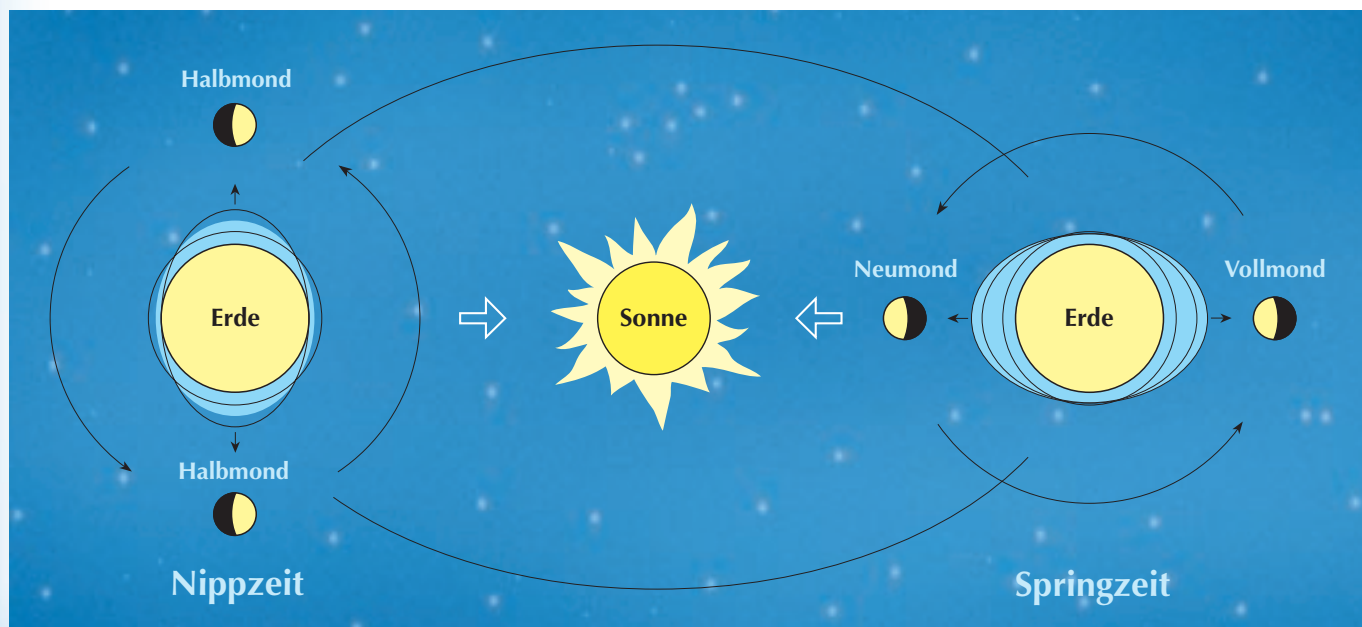 Halbmond
Erde
Halbmond
Nippzeit
Sonne
Neumond
Erde
Vollmond
Springzeit